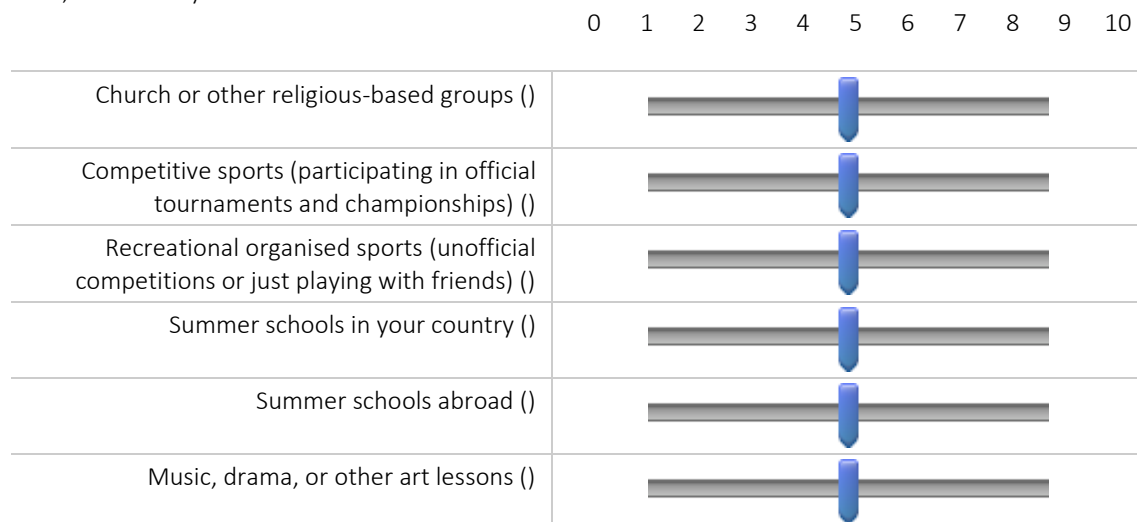 0 1 2 3 4 5 6 7 8 9 10
Church or other religious-based groups ()
Competitive sports (participating in official
tournaments and championships) ()
Recreational organised sports (unofficial
competitions or just playing with friends) ()
Summer schools in your country ()
Summer schools abroad ()
Music, drama, or other art lessons ()